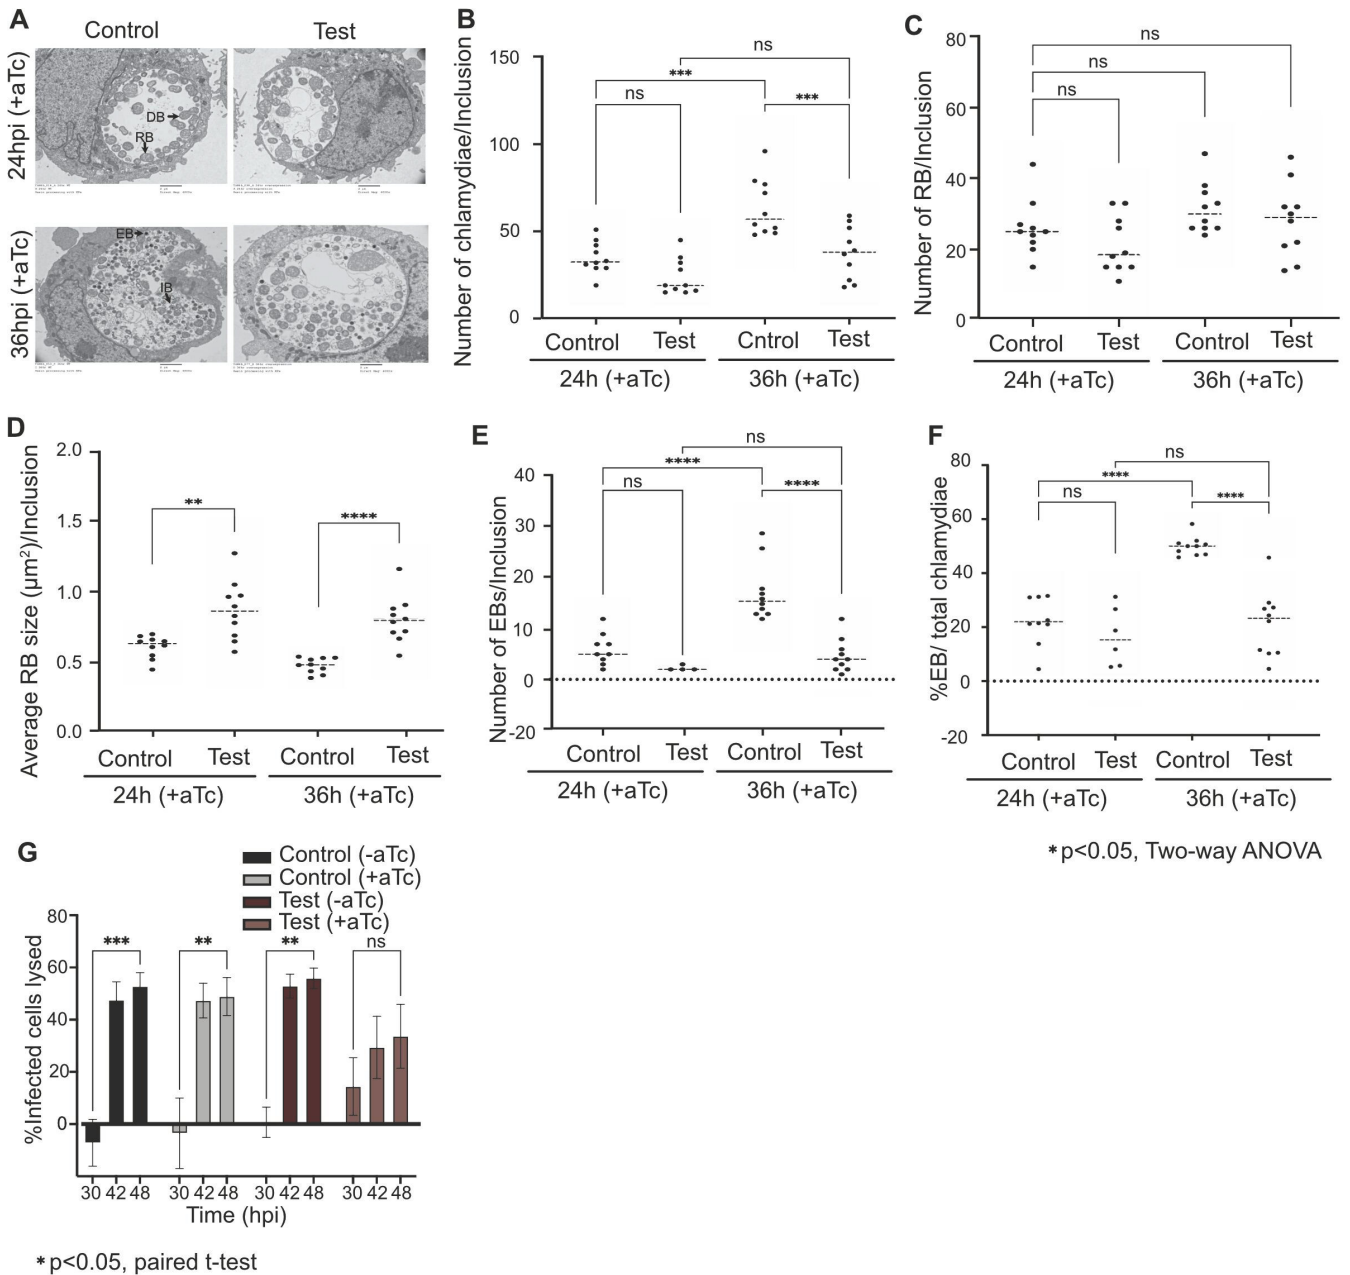 A
Control
Test
24hpi (+aTc)
DB
RB
36hpi (+aTc)
EB
IB
B
Number of chlamydiae/Inclusion
150
100
50
0
ns
***
ns
***
Control
Test
Cntrol
Test
24h (+aTc)
36h (+aTc)
C
Number of RB/Inclusion
80
60
40
20
0
ns
ns
ns
Control
Test
Control
Test
24h (+aTc)
36h (+aTc)
D
Average RB size (µm²)/Inclusion
2.0
1.5
1.0
0.5
0.0
**
****
Control
Test
Control
Test
24h (+aTc)
36h (+aTc)
E
Number of EBs/Inclusion
40
30
20
10
0
-20
ns
****
ns
****
Control
Test
Control
Test
24h (+aTc)
36h (+aTc)
F
%EB/ total chlamydiae
80
60
40
20
0
-20
ns
****
ns
****
Control
Test
Control
Test
24h (+aTc)
36h (+aTc)
*p<0.05, Two-way ANOVA
G
Control (-aTc)
Control (+aTc)
Test (-aTc)
Test (+aTc)
%Infected cells lysed
80
60
40
20
0
***
**
**
ns
30 42 48 30 42 48 30 42 48 30 42 48
Time (hpi)
*p<0.05, paired t-test